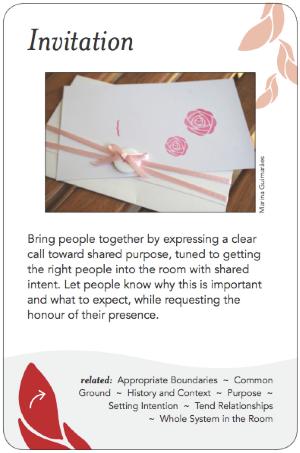 Invitation
Marina Guimarães
Bring people together by expressing a clear
call toward shared purpose, tuned to getting
the right people into the room with shared
intent. Let people know why this is important
and what to expect, while requesting the
honour of their presence.
related: Appropriate Boundaries ~ Common
Ground ~ History and Context ~ Purpose ~
Setting Intention ~ Tend Relationships
~ Whole System in the Room